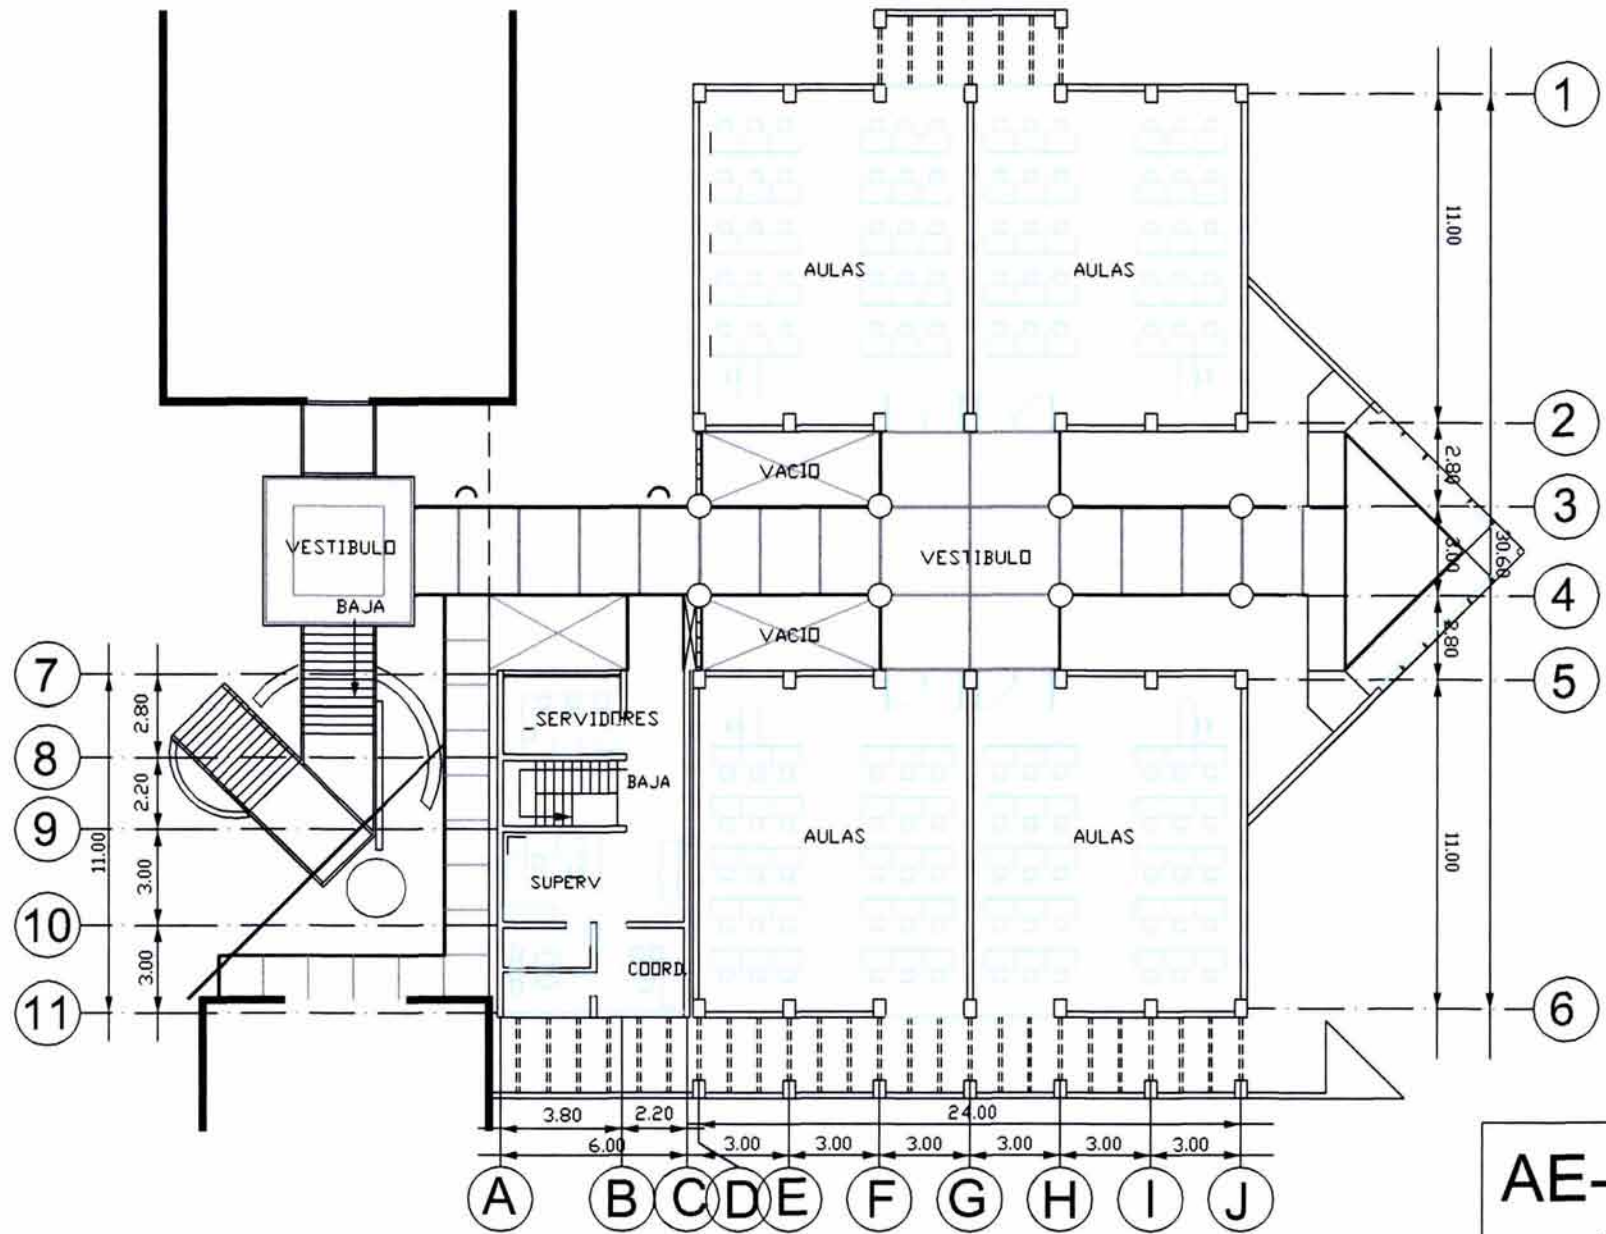 1
11.00
AULAS AULAS
2
2.80
VACIO
3
VESTIBULO
VESTIBULO
3.00
30.60
4
BAJA
VACIO
2.80
7
5
2.80
SERVIDORES
8
BAJA
2.20
9
AULAS AULAS
11.00
11.00
3.00
SUPERV
10
COORD.
3.00
11
6
3.80 2.20 24.00
6.00 3.00 3.00 3.00 3.00 3.00 3.00
A B C D E F G H I J
AE-